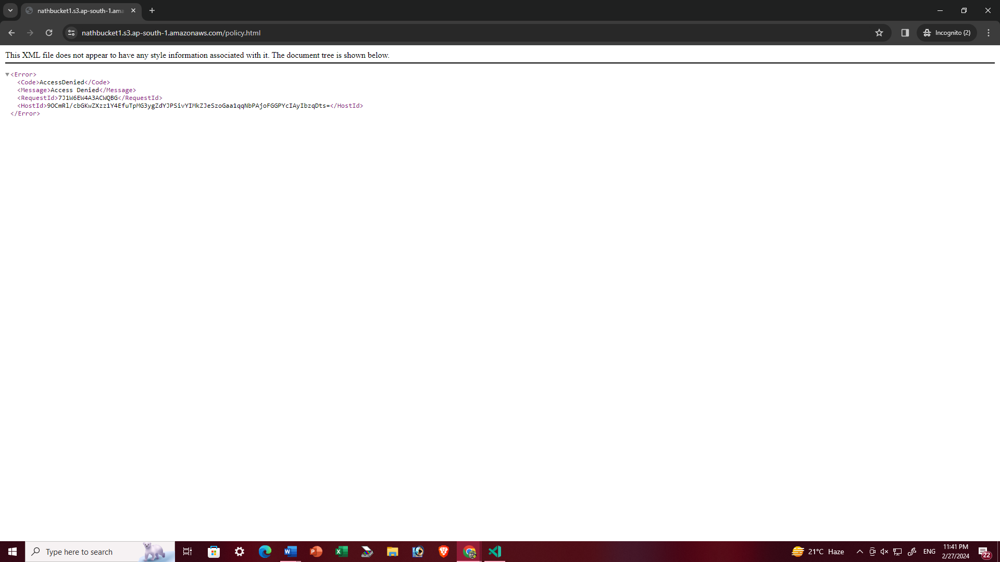 nathbucket1.s3.ap-south-1.ama
nathbucket1.s3.ap-south-1.amazonaws.com/policy.html
Incognito (2)
This XML file does not appear to have any style information associated with it. The document tree is shown below.
<Error>
<Code>AccessDenied</Code>
<Message>Access Denied</Message>
<RequestId>7J1W6EW4A3ACWQBG</RequestId>
<HostId>9OCmRl/cbGKwZXzz1Y4EfuTpMG3ygZdYJPSivYIMkZJeSzoGaa1qqNbPAjoFGGPYcIAyIbzqDts=</HostId>
</Error>
Type here to search
21°C Haze
ENG
11:41 PM
2/27/2024
22